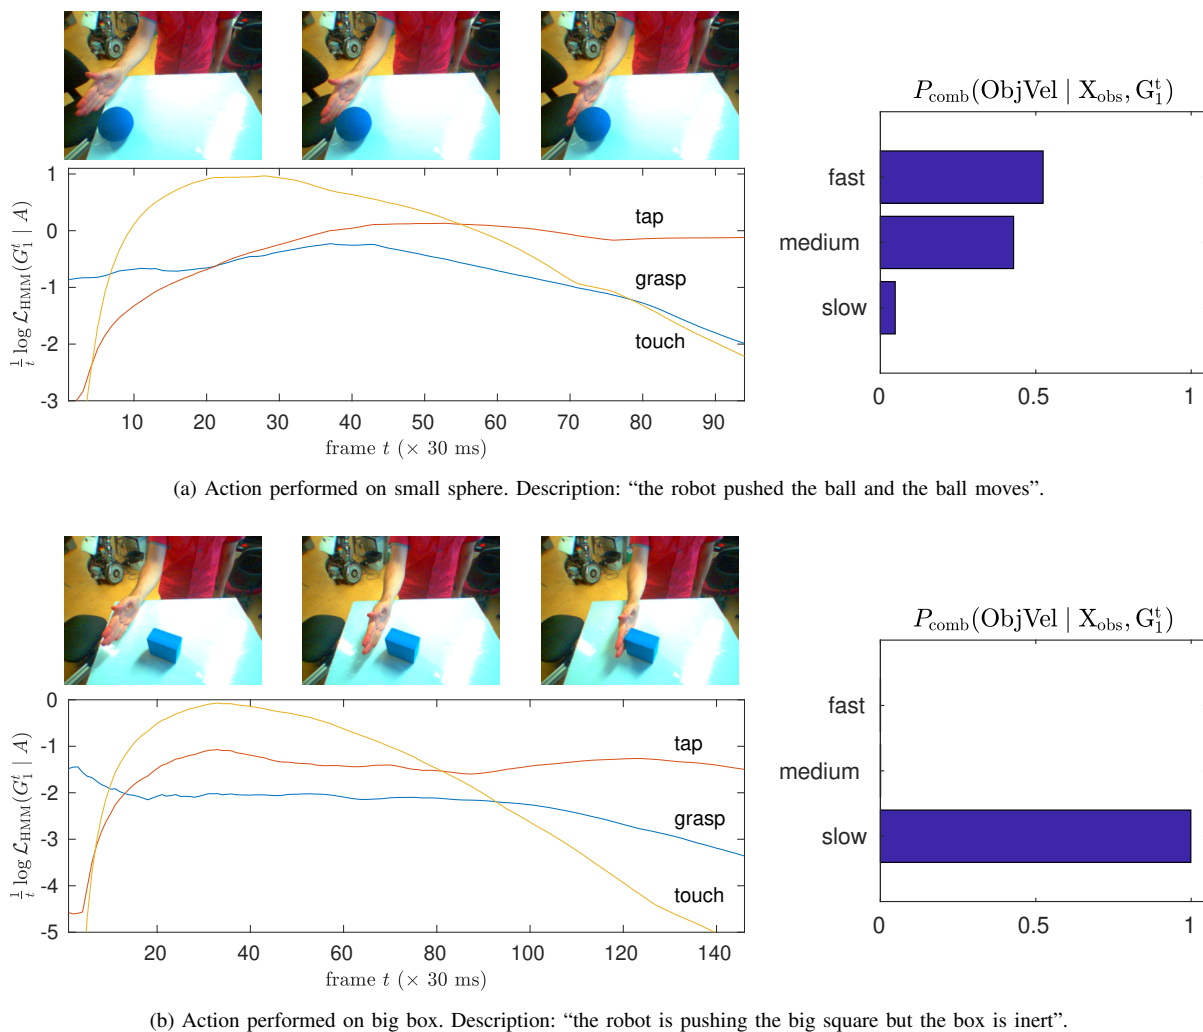 1
0
-1
-2
-3
1/t log ℒ_HMM(G₁ᵗ | A)
tap
grasp
touch
10 20 30 40 50 60 70 80 90
frame t (× 30 ms)
P_comb(ObjVel | X_obs, G₁ᵗ)
fast
medium
slow
0 0.5 1
(a) Action performed on small sphere. Description: “the robot pushed the ball and the ball moves”.
0
-1
-2
-3
-4
-5
1/t log ℒ_HMM(G₁ᵗ | A)
tap
grasp
touch
20 40 60 80 100 120 140
frame t (× 30 ms)
P_comb(ObjVel | X_obs, G₁ᵗ)
fast
medium
slow
0 0.5 1
(b) Action performed on big box. Description: “the robot is pushing the big square but the box is inert”.